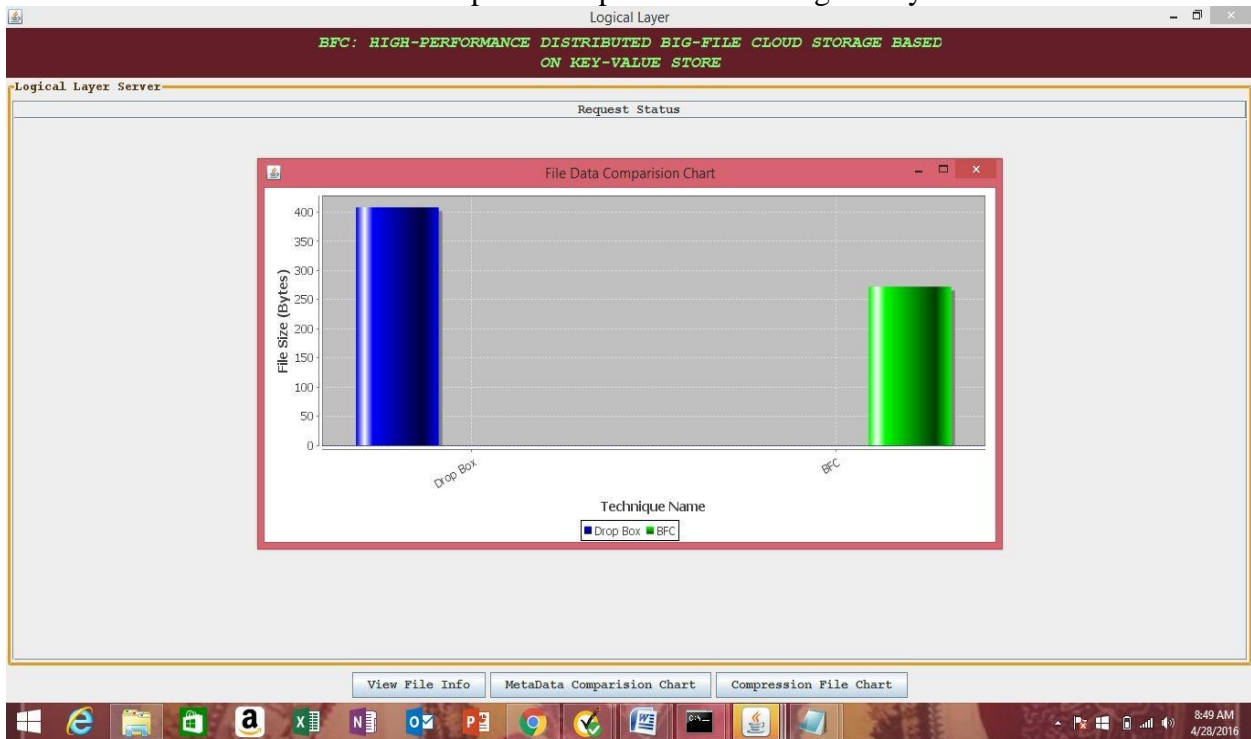 Logical Layer
BFC: HIGH-PERFORMANCE DISTRIBUTED BIG-FILE CLOUD STORAGE BASED
ON KEY-VALUE STORE
Logical Layer Server
Request Status
File Data Comparision Chart
400
350
300
250
200
150
100
50
0
File Size (Bytes)
Drop Box
BFC
Technique Name
Drop Box BFC
View File Info MetaData Comparision Chart Compression File Chart
8:49 AM
4/28/2016